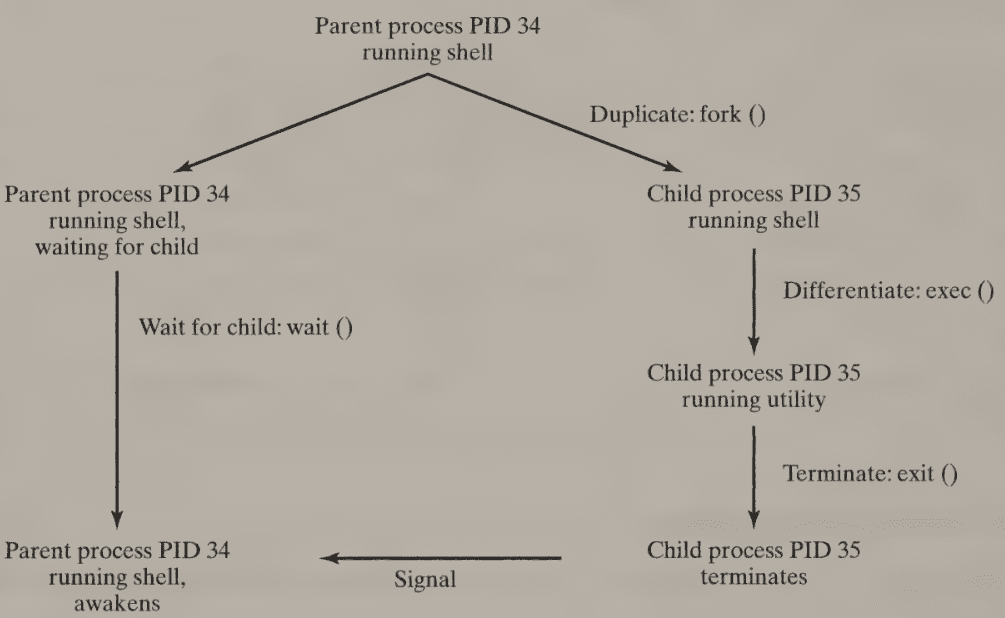 Parent process PID 34
running shell
Duplicate: fork ()
Parent process PID 34
running shell,
waiting for child
Child process PID 35
running shell
Differentiate: exec ()
Wait for child: wait ()
Child process PID 35
running utility
Terminate: exit ()
Parent process PID 34
running shell,
awakens
Signal
Child process PID 35
terminates